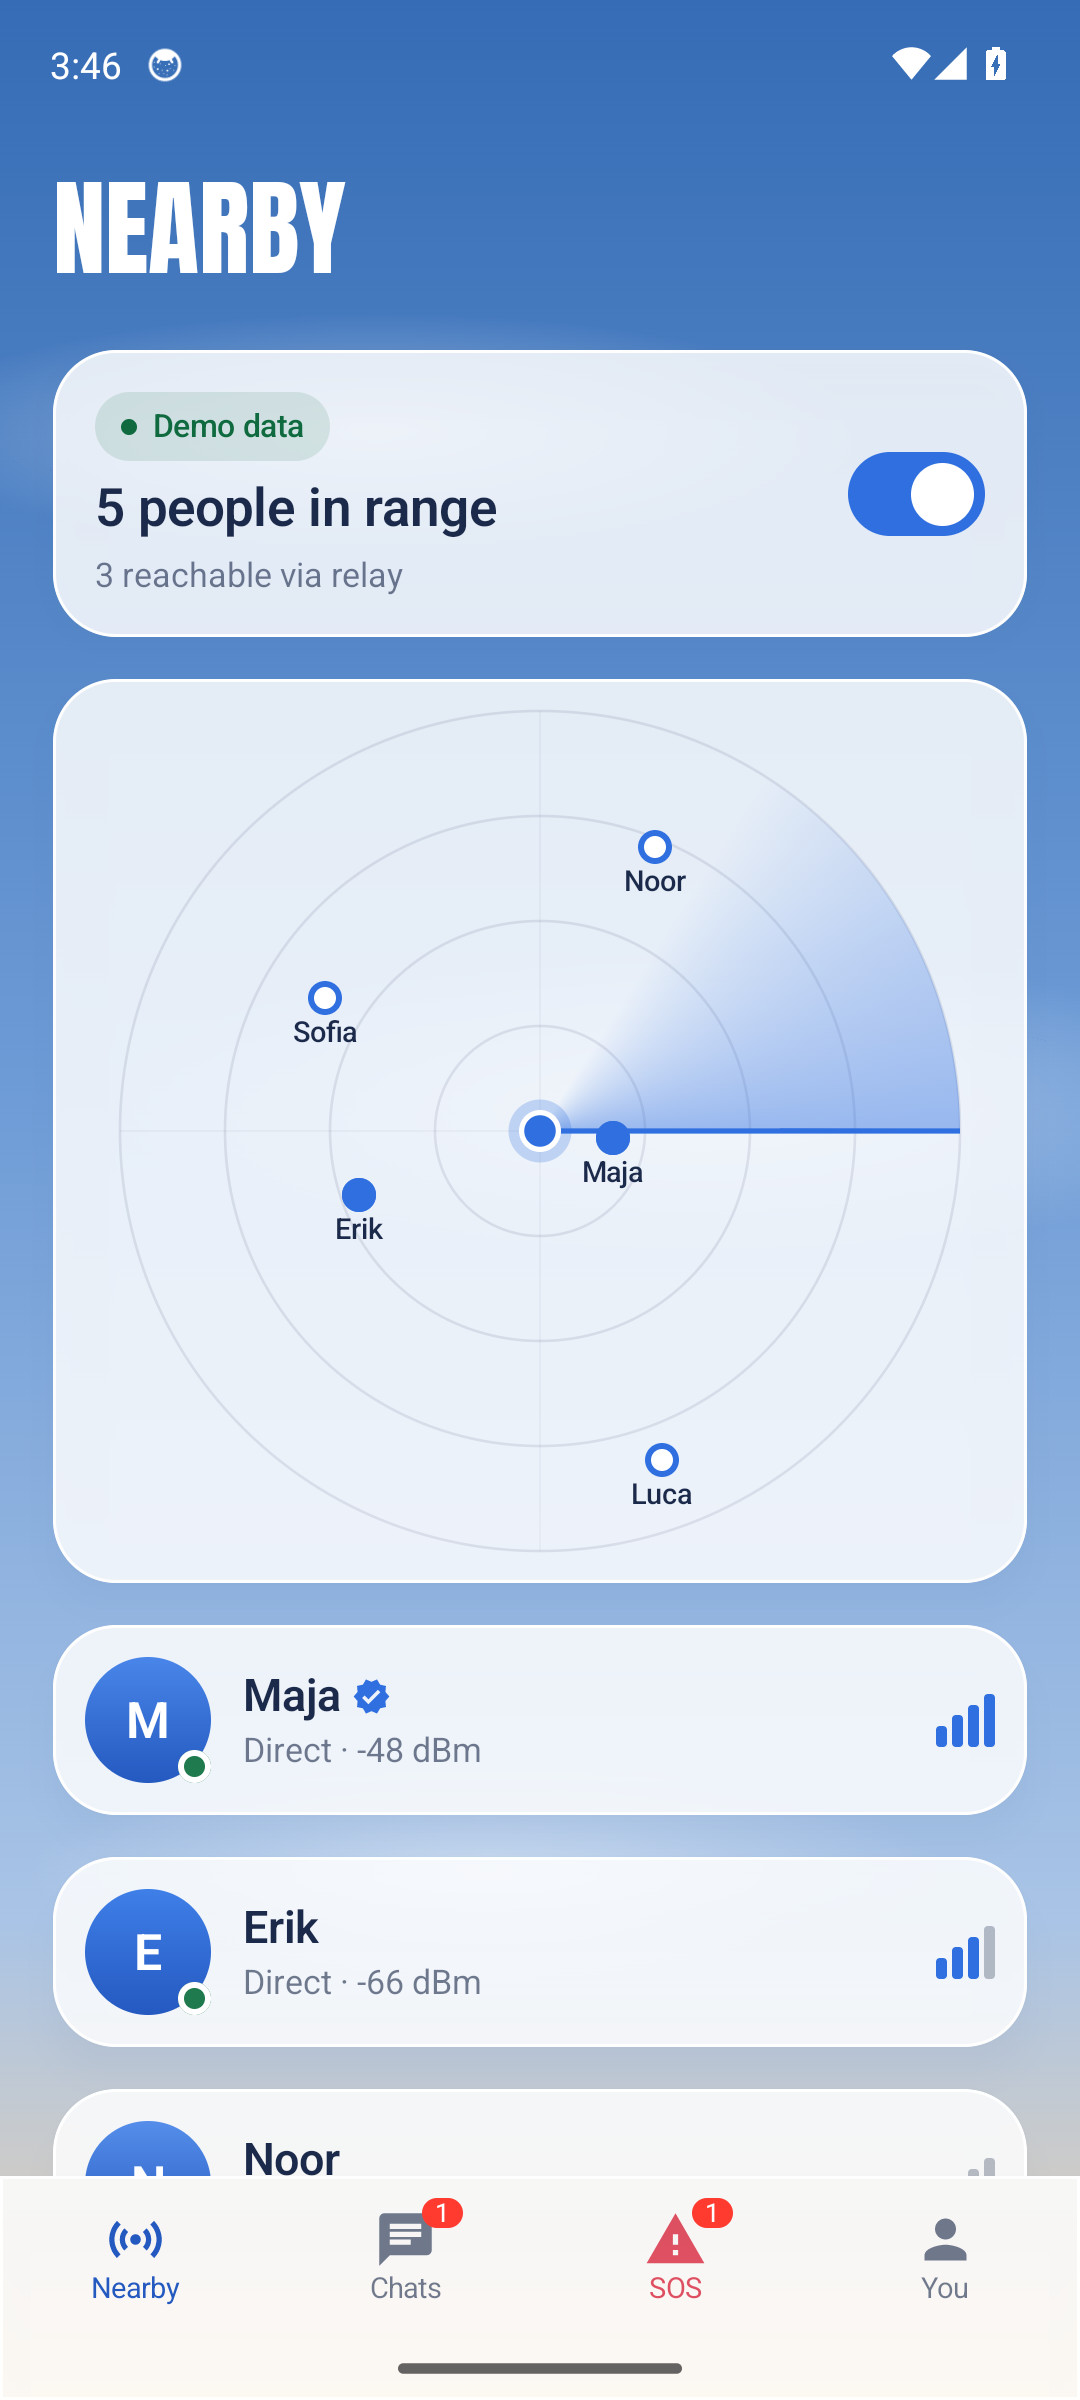 3:46
NEARBY
Demo data
5 people in range
3 reachable via relay
Noor
Sofia
Maja
Erik
Luca
M
Maja
Direct · -48 dBm
E
Erik
Direct · -66 dBm
N
Noor
1
1
Nearby
Chats
SOS
You